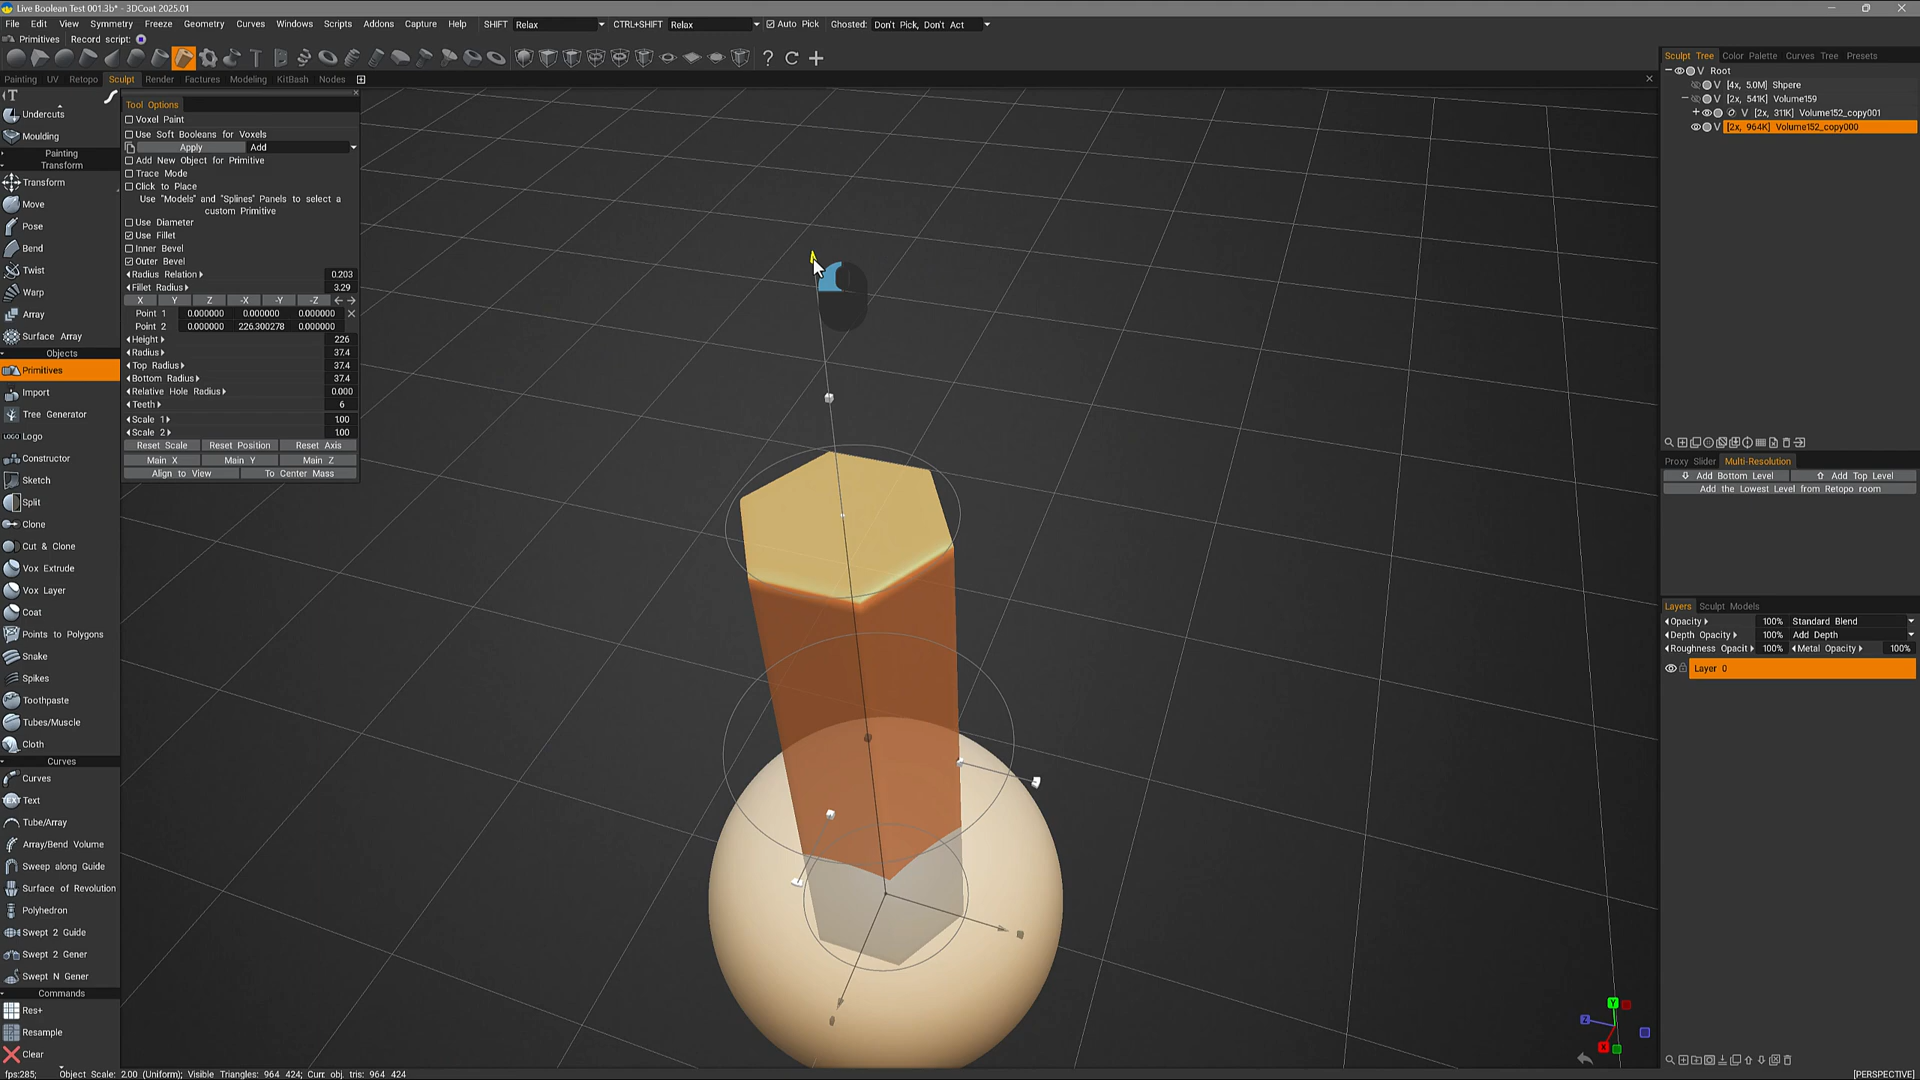 Live Boolean Test 001.3b* - 3DCoat 2025.01
File Edit View Symmetry Freeze Geometry Curves Windows Scripts Addons Capture Help SHIFT Relax CTRL+SHIFT Relax Auto Pick Ghosted: Don't Pick, Don't Act
Primitives Record script:
Painting UV Retopo Sculpt Render Factures Modeling KitBash Nodes
T
Undercuts
Moulding
Painting
Transform
Transform
Move
Pose
Bend
Twist
Warp
Array
Surface Array
Objects
Primitives
Import
Tree Generator
LOGO Logo
Constructor
Sketch
Split
Clone
Cut & Clone
Vox Extrude
Vox Layer
Coat
Points to Polygons
Snake
Spikes
Toothpaste
Tubes/Muscle
Cloth
Curves
Curves
TEXT Text
Tube/Array
Array/Bend Volume
Sweep along Guide
Surface of Revolution
Polyhedron
Swept 2 Guide
Swept 2 Gener
Swept N Gener
Commands
Res+
Resample
Clear
Tool Options
Voxel Paint
Use Soft Booleans for Voxels
Apply Add
Add New Object for Primitive
Trace Mode
Click to Place
Use "Models" and "Splines" Panels to select a
custom Primitive
Use Diameter
Use Fillet
Inner Bevel
Outer Bevel
Radius Relation 0.203
Fillet Radius 3.29
X Y Z -X -Y -Z
Point 1 0.000000 0.000000 0.000000
Point 2 0.000000 226.300278 0.000000
Height 226
Radius 37.4
Top Radius 37.4
Bottom Radius 37.4
Relative Hole Radius 0.000
Teeth 6
Scale 1 100
Scale 2 100
Reset Scale Reset Position Reset Axis
Main X Main Y Main Z
Align to View To Center Mass
Sculpt Tree Color Palette Curves Tree Presets
V Root
V [4x, 5.0M] Shpere
V [2x, 541K] Volume159
V [2x, 311K] Volume152_copy001
V [2x, 964K] Volume152_copy000
Proxy Slider Multi-Resolution
Add Bottom Level Add Top Level
Add the Lowest Level from Retopo room
Layers Sculpt Models
Opacity 100% Standard Blend
Depth Opacity 100% Add Depth
Roughness Opacit 100% Metal Opacity 100%
Layer 0
Y
Z
X
fps:285; Object Scale: 2.00 (Uniform); Visible Triangles: 964 424; Curr. obj. tris: 964 424
[PERSPECTIVE]